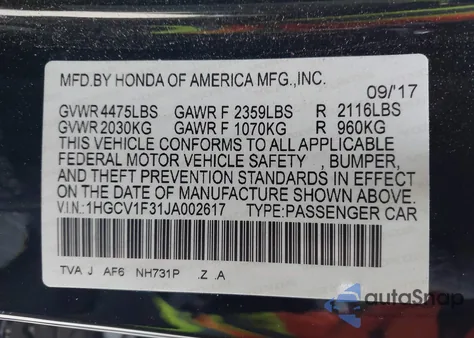 MFD.BY HONDA OF AMERICA MFG.,INC.
09/'17
GVWR 4475LBS GAWR F 2359LBS R 2116LBS
GVWR 2030KG GAWR F 1070KG R 960KG
THIS VEHICLE CONFORMS TO ALL APPLICABLE
FEDERAL MOTOR VEHICLE SAFETY , BUMPER,
AND THEFT PREVENTION STANDARDS IN EFFECT
ON THE DATE OF MANUFACTURE SHOWN ABOVE.
V.I.N:1HGCV1F31JA002617 TYPE:PASSENGER CAR
TVA J AF6 NH731P .Z .A
autoSnap